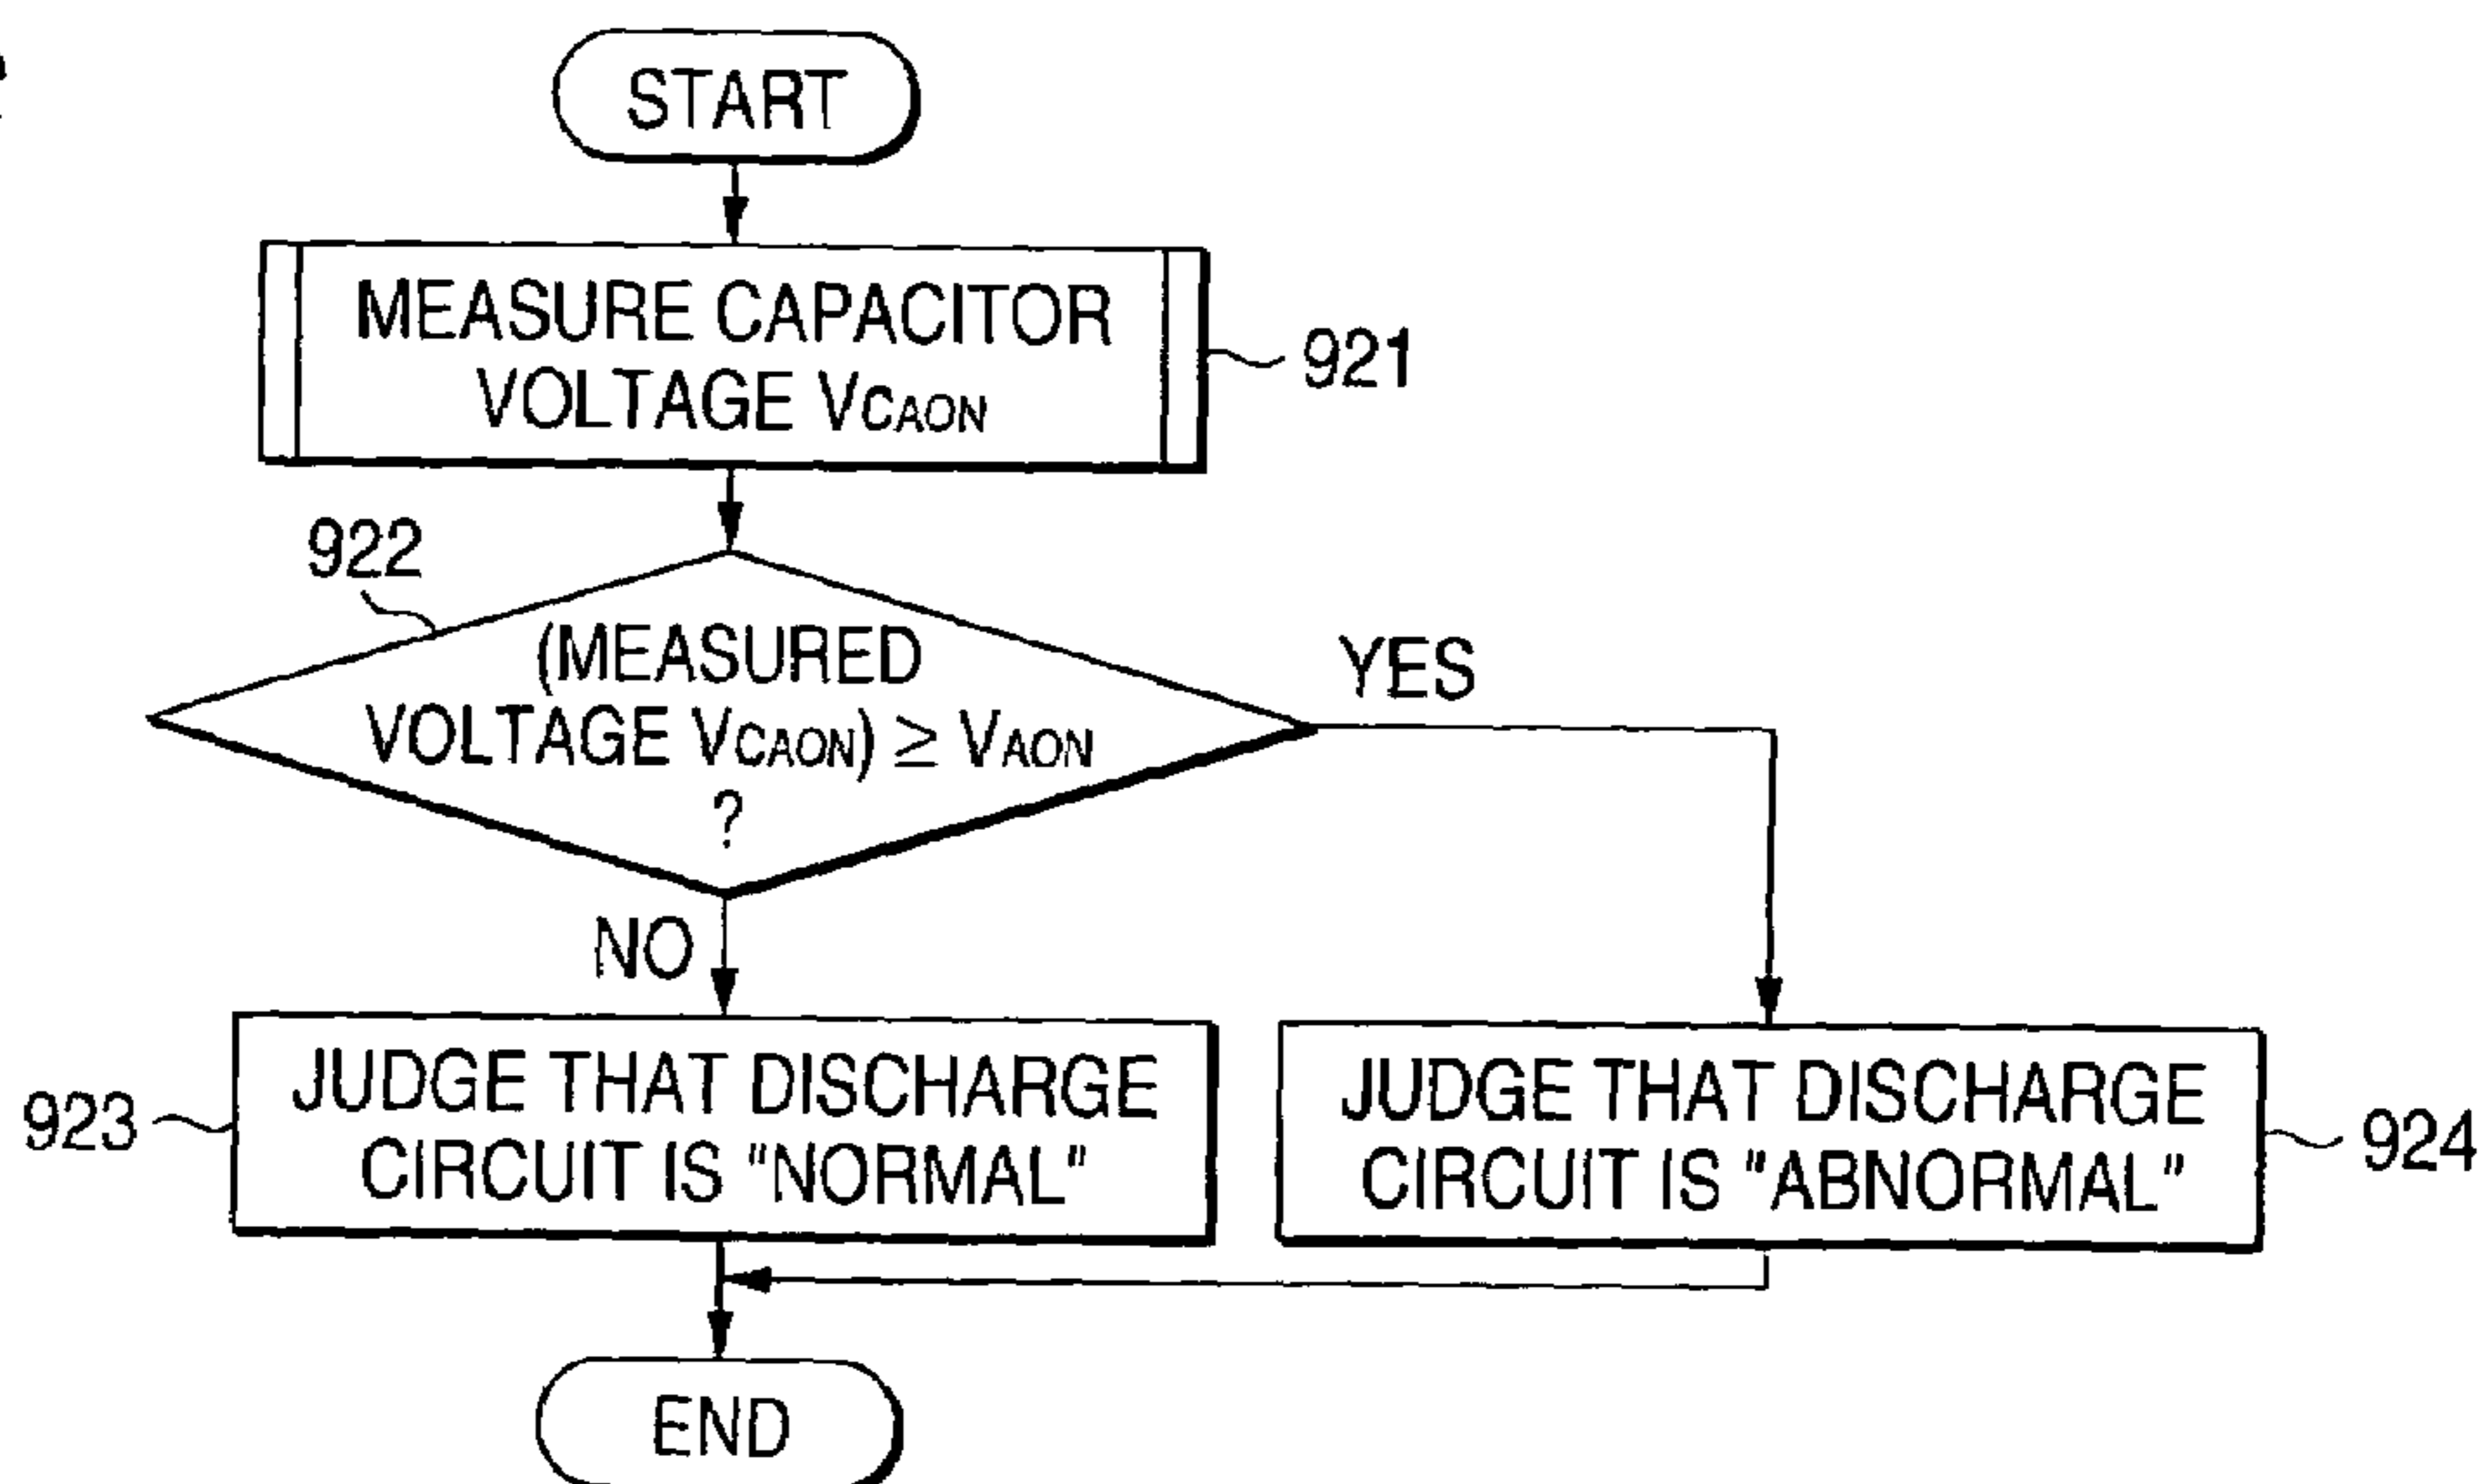 START
MEASURE CAPACITOR
VOLTAGE VCAON
921
922
(MEASURED
VOLTAGE VCAON) ≥ VAON
?
YES
NO
JUDGE THAT DISCHARGE
CIRCUIT IS "NORMAL"
923
JUDGE THAT DISCHARGE
CIRCUIT IS "ABNORMAL"
924
END